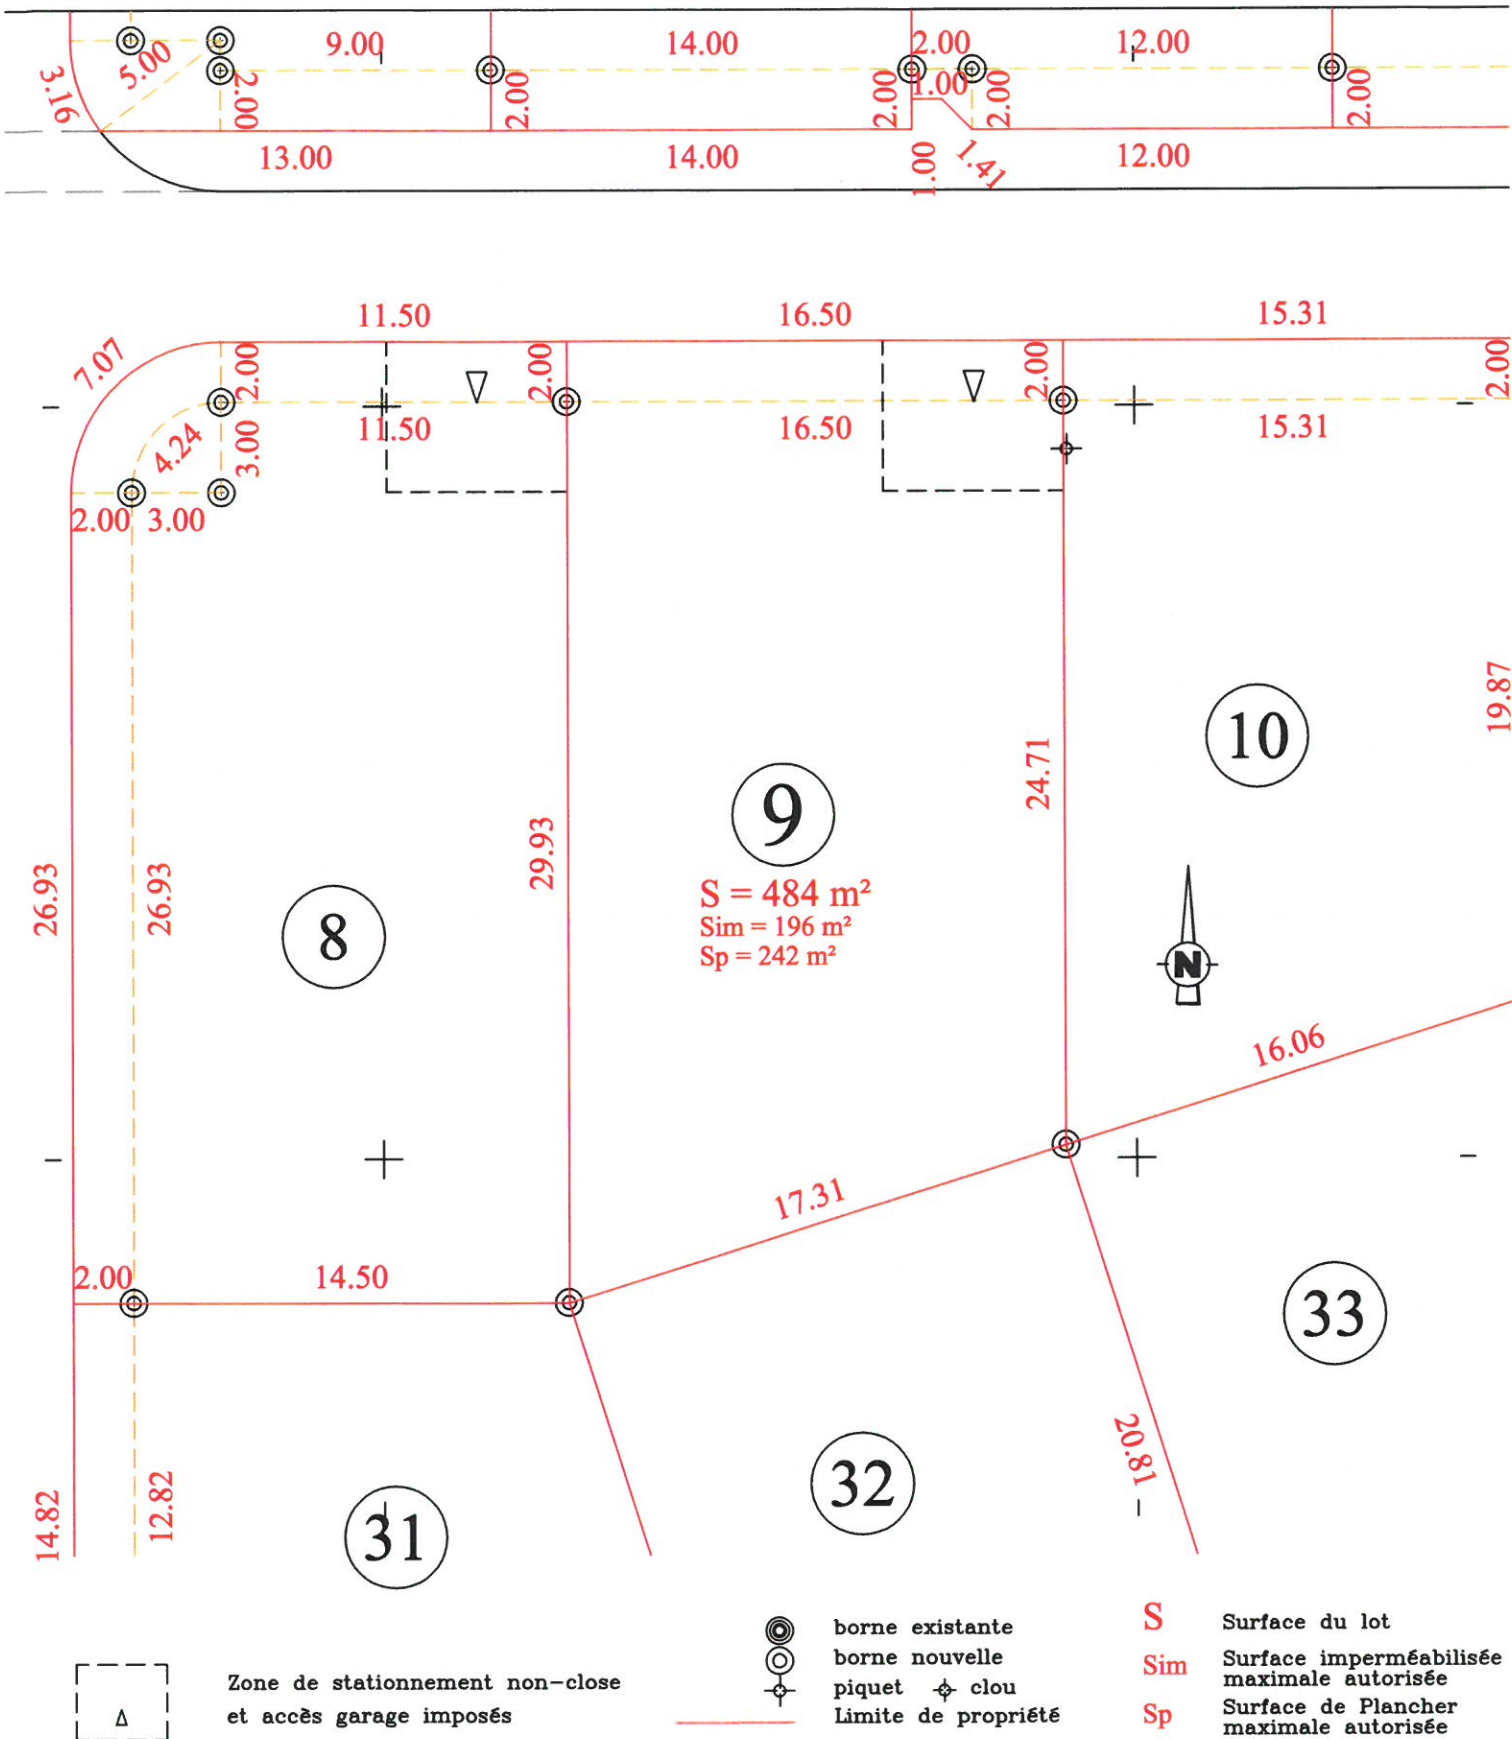 9.00
14.00
2.00
12.00
5.00
3.16
2.00
2.00
2.00
1.00
2.00
2.00
13.00
14.00
1.00
1.41
12.00
11.50
16.50
15.31
7.07
2.00
2.00
2.00
2.00
11.50
16.50
15.31
4.24
3.00
2.00
3.00
19.87
10
24.71
9
29.93
26.93
26.93
S = 484 m²
Sim = 196 m²
Sp = 242 m²
8
N
16.06
17.31
2.00
14.50
33
20.81
32
14.82
12.82
31
Zone de stationnement non-close
et accès garage imposés
borne existante
borne nouvelle
piquet
clou
Limite de propriété
S
Surface du lot
Sim
Surface imperméabilisée
maximale autorisée
Sp
Surface de Plancher
maximale autorisée